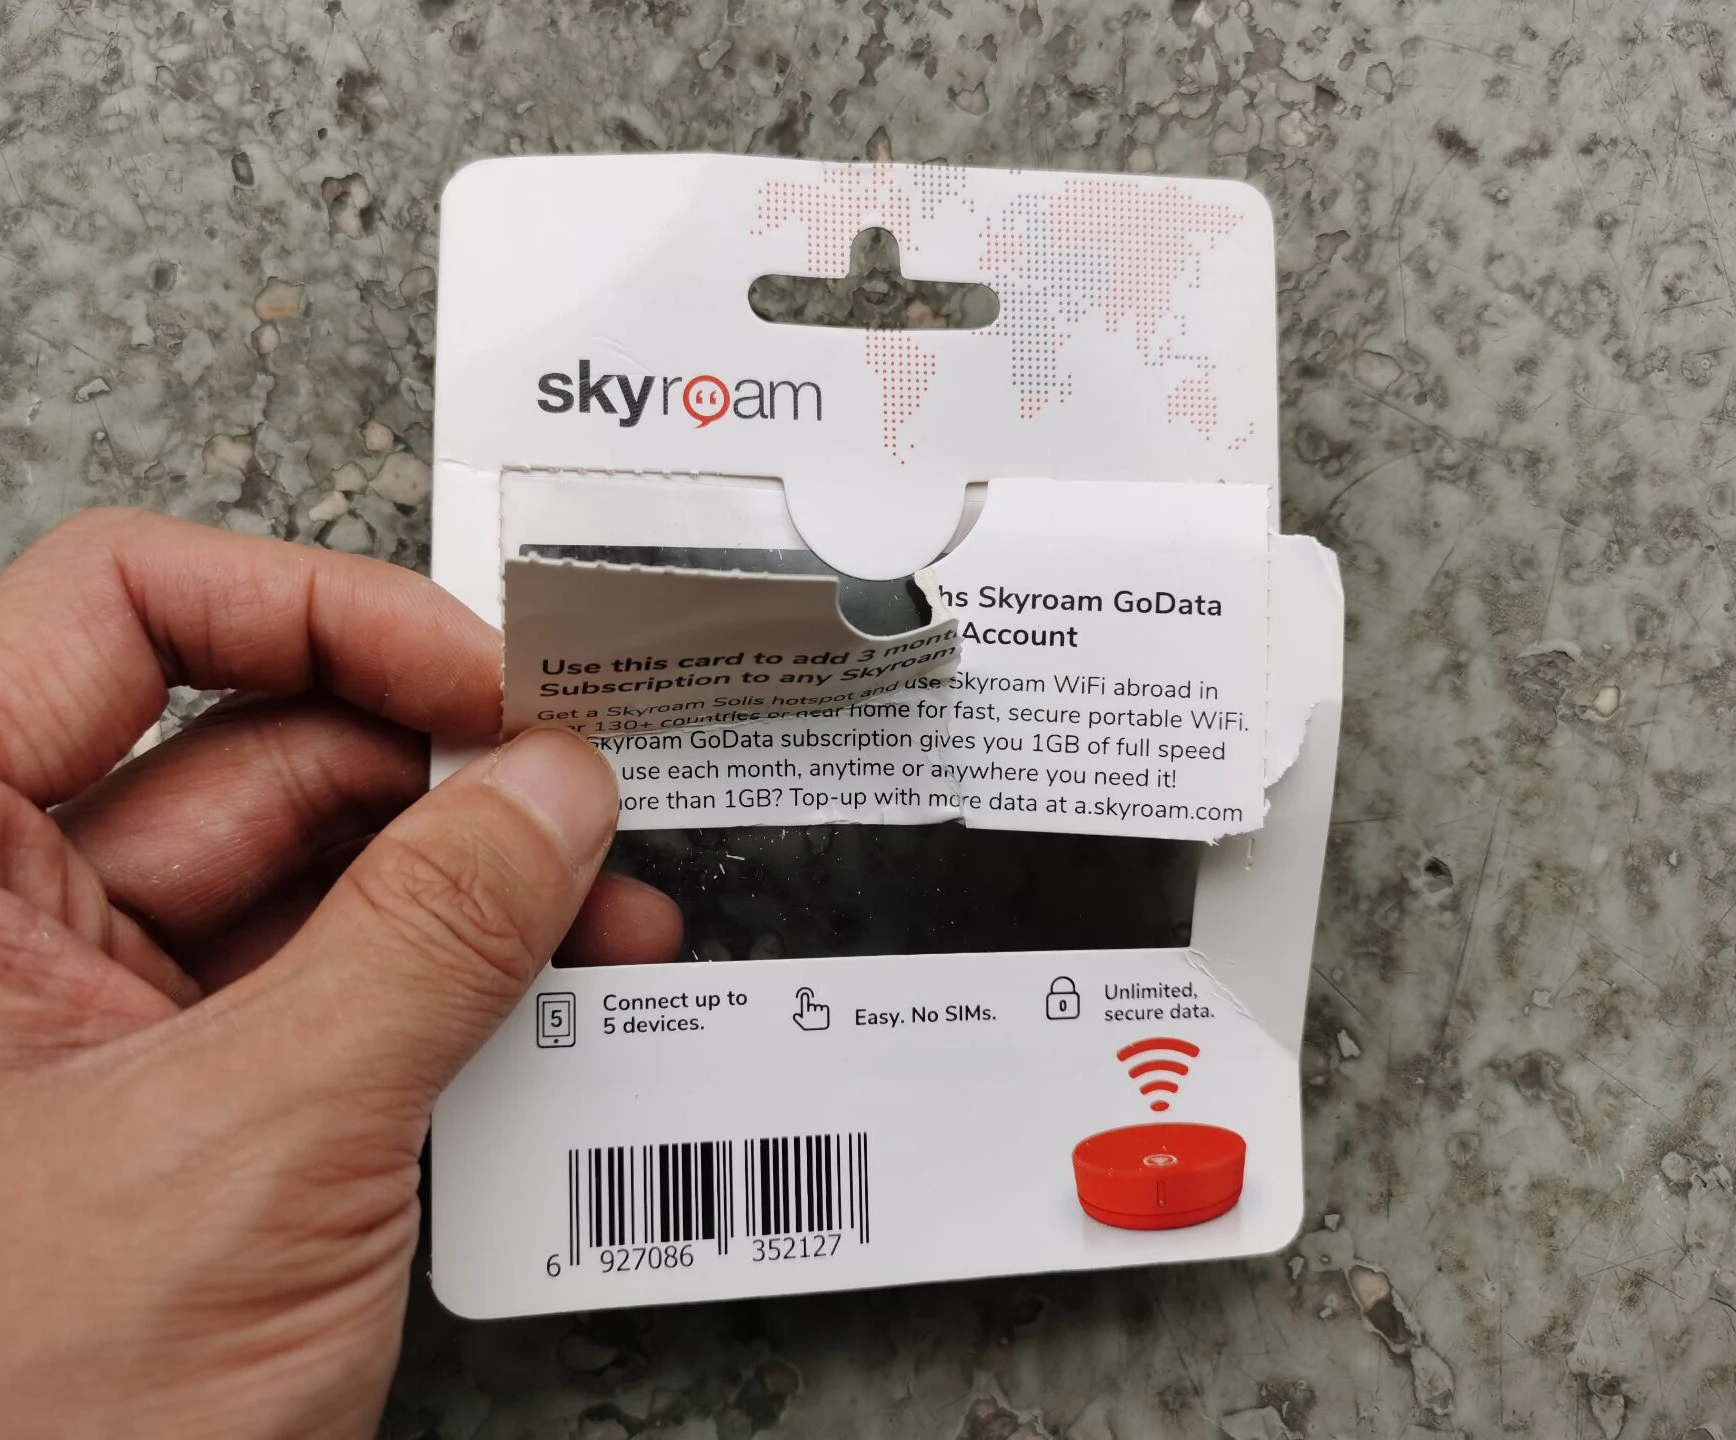 skyroam
Use this card to add 3 months Skyroam GoData
Subscription to any Skyroam Account
Get a Skyroam Solis hotspot and use Skyroam WiFi abroad in
130+ countries or near home for fast, secure portable WiFi.
Skyroam GoData subscription gives you 1GB of full speed
use each month, anytime or anywhere you need it!
more than 1GB? Top-up with more data at a.skyroam.com
5
Connect up to
5 devices.
Easy. No SIMs.
0
Unlimited,
secure data.
6 927086 352127